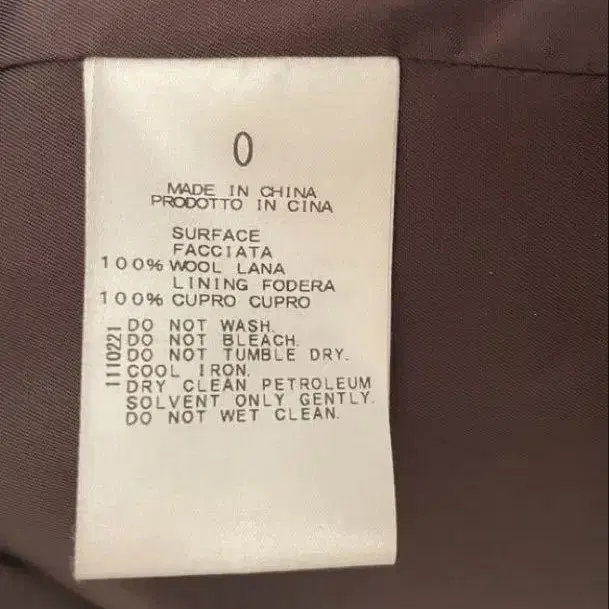 0
MADE IN CHINA
PRODOTTO IN CINA
SURFACE
FACCIATA
100% WOOL LANA
LINING FODERA
100% CUPRO CUPRO
DO NOT WASH.
DO NOT BLEACH.
DO NOT TUMBLE DRY.
COOL IRON.
DRY CLEAN PETROLEUM
SOLVENT ONLY GENTLY.
DO NOT WET CLEAN.
1110221